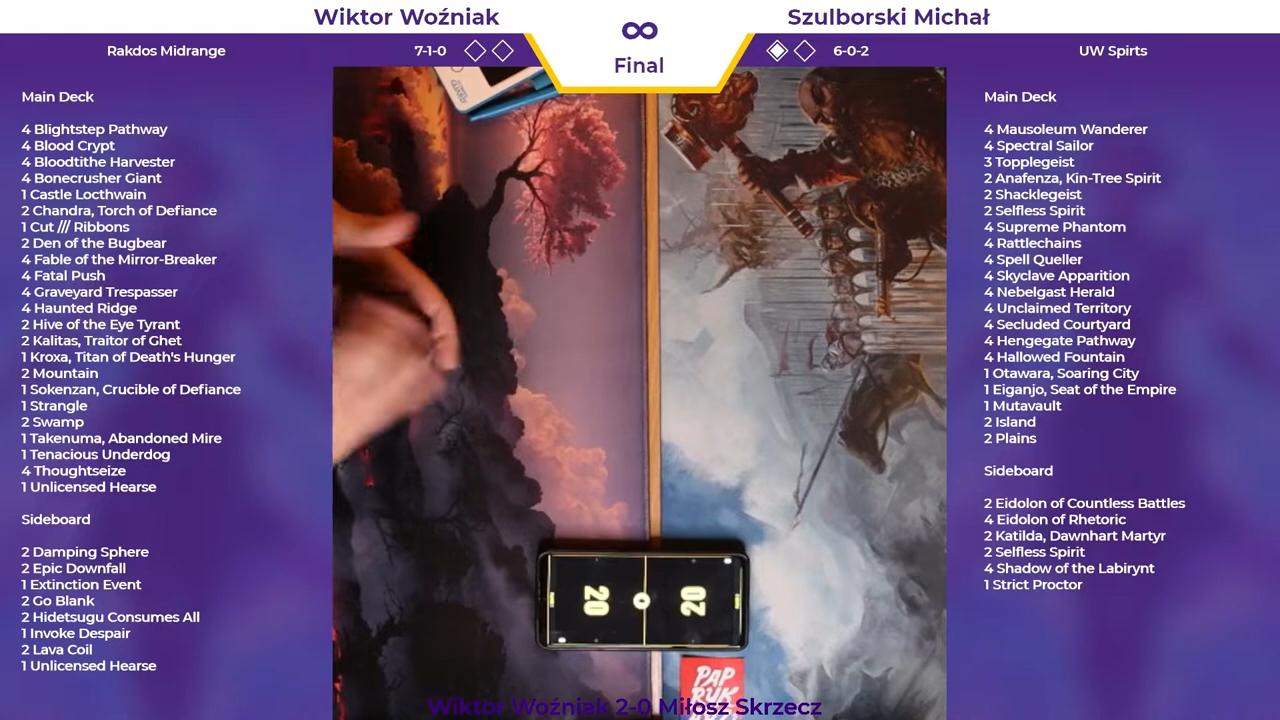 Wiktor Woźniak
Szulborski Michał
Rakdos Midrange
7-1-0
Final
6-0-2
UW Spirts
Main Deck
4 Blightstep Pathway
4 Blood Crypt
4 Bloodtithe Harvester
4 Bonecrusher Giant
1 Castle Locthwain
2 Chandra, Torch of Defiance
1 Cut /// Ribbons
2 Den of the Bugbear
4 Fable of the Mirror-Breaker
4 Fatal Push
4 Graveyard Trespasser
4 Haunted Ridge
2 Hive of the Eye Tyrant
2 Kalitas, Traitor of Ghet
1 Kroxa, Titan of Death's Hunger
2 Mountain
1 Sokenzan, Crucible of Defiance
1 Strangle
2 Swamp
1 Takenuma, Abandoned Mire
1 Tenacious Underdog
4 Thoughtseize
1 Unlicensed Hearse
Sideboard
2 Damping Sphere
2 Epic Downfall
1 Extinction Event
2 Go Blank
2 Hidetsugu Consumes All
1 Invoke Despair
2 Lava Coil
1 Unlicensed Hearse
20
0
20
PAP
Wiktor Woźniak 2-0 Miłosz Skrzecz
Main Deck
4 Mausoleum Wanderer
4 Spectral Sailor
3 Topplegeist
2 Anafenza, Kin-Tree Spirit
2 Shacklegeist
2 Selfless Spirit
4 Supreme Phantom
4 Rattlechains
4 Spell Queller
4 Skyclave Apparition
4 Nebelgast Herald
4 Unclaimed Territory
4 Secluded Courtyard
4 Hengegate Pathway
4 Hallowed Fountain
1 Otawara, Soaring City
1 Eiganjo, Seat of the Empire
1 Mutavault
2 Island
2 Plains
Sideboard
2 Eidolon of Countless Battles
4 Eidolon of Rhetoric
2 Katilda, Dawnhart Martyr
2 Selfless Spirit
4 Shadow of the Labirynt
1 Strict Proctor